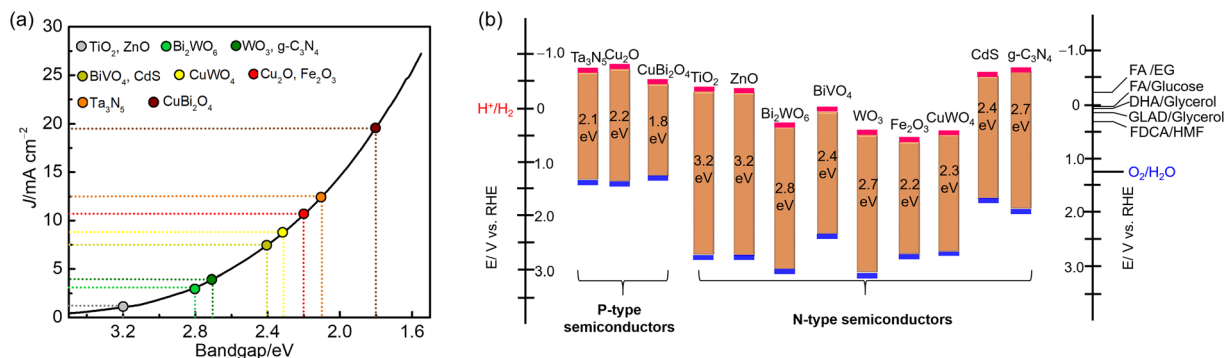 (a)
30
25
20
15
10
5
0
J/mA cm⁻²
TiO₂, ZnO
Bi₂WO₆
WO₃, g-C₃N₄
BiVO₄, CdS
CuWO₄
Cu₂O, Fe₂O₃
Ta₃N₅
CuBi₂O₄
3.2 2.8 2.4 2.0 1.6
Bandgap/eV
(b)
−1.0
0
1.0
2.0
3.0
E/ V vs. RHE
H⁺/H₂
Ta₃N₅
2.1
eV
Cu₂O
2.2
eV
CuBi₂O₄
1.8
eV
TiO₂
3.2
eV
ZnO
3.2
eV
Bi₂WO₆
2.8
eV
BiVO₄
2.4
eV
WO₃
2.7
eV
Fe₂O₃
2.2
eV
CuWO₄
2.3
eV
CdS
2.4
eV
g-C₃N₄
2.7
eV
P-type
semiconductors
N-type semiconductors
−1.0
0
1.0
2.0
3.0
E/ V vs. RHE
FA /EG
FA/Glucose
DHA/Glycerol
GLAD/Glycerol
FDCA/HMF
O₂/H₂O